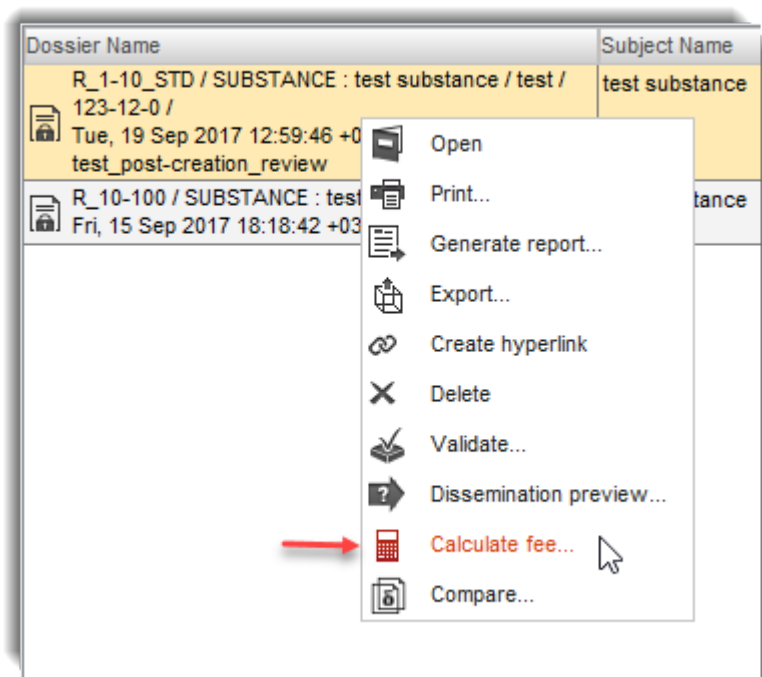 Dossier Name Subject Name
R_1-10_STD / SUBSTANCE : test substance / test / test substance
123-12-0 /
Tue, 19 Sep 2017 12:59:46 +0
test_post-creation_review
R_10-100 / SUBSTANCE : test tance
Fri, 15 Sep 2017 18:18:42 +03
Open
Print...
Generate report...
Export...
Create hyperlink
Delete
Validate...
Dissemination preview...
Calculate fee...
Compare...